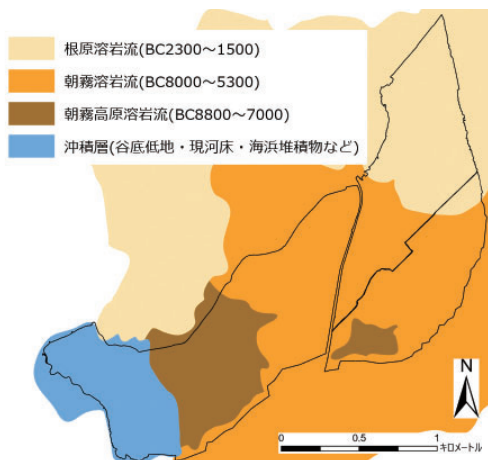 根原溶岩流(BC2300～1500)
朝霧溶岩流(BC8000～5300)
朝霧高原溶岩流(BC8800～7000)
沖積層(谷底低地・現河床・海浜堆積物など)
N
0 0.5 1
キロメートル